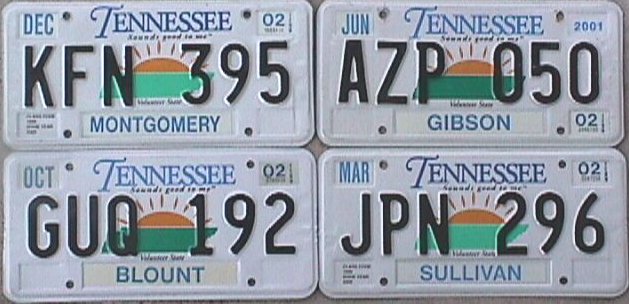 DEC TENNESSEE 02
Sounds good to me
KFN 395
Volunteer State
MONTGOMERY
JUN TENNESSEE 2001
Sounds good to me
AZP 050
Volunteer State
GIBSON 02
OCT TENNESSEE 02
Sounds good to me
GUQ 192
Volunteer State
BLOUNT
MAR TENNESSEE 02
Sounds good to me
JPN 296
Volunteer State
SULLIVAN